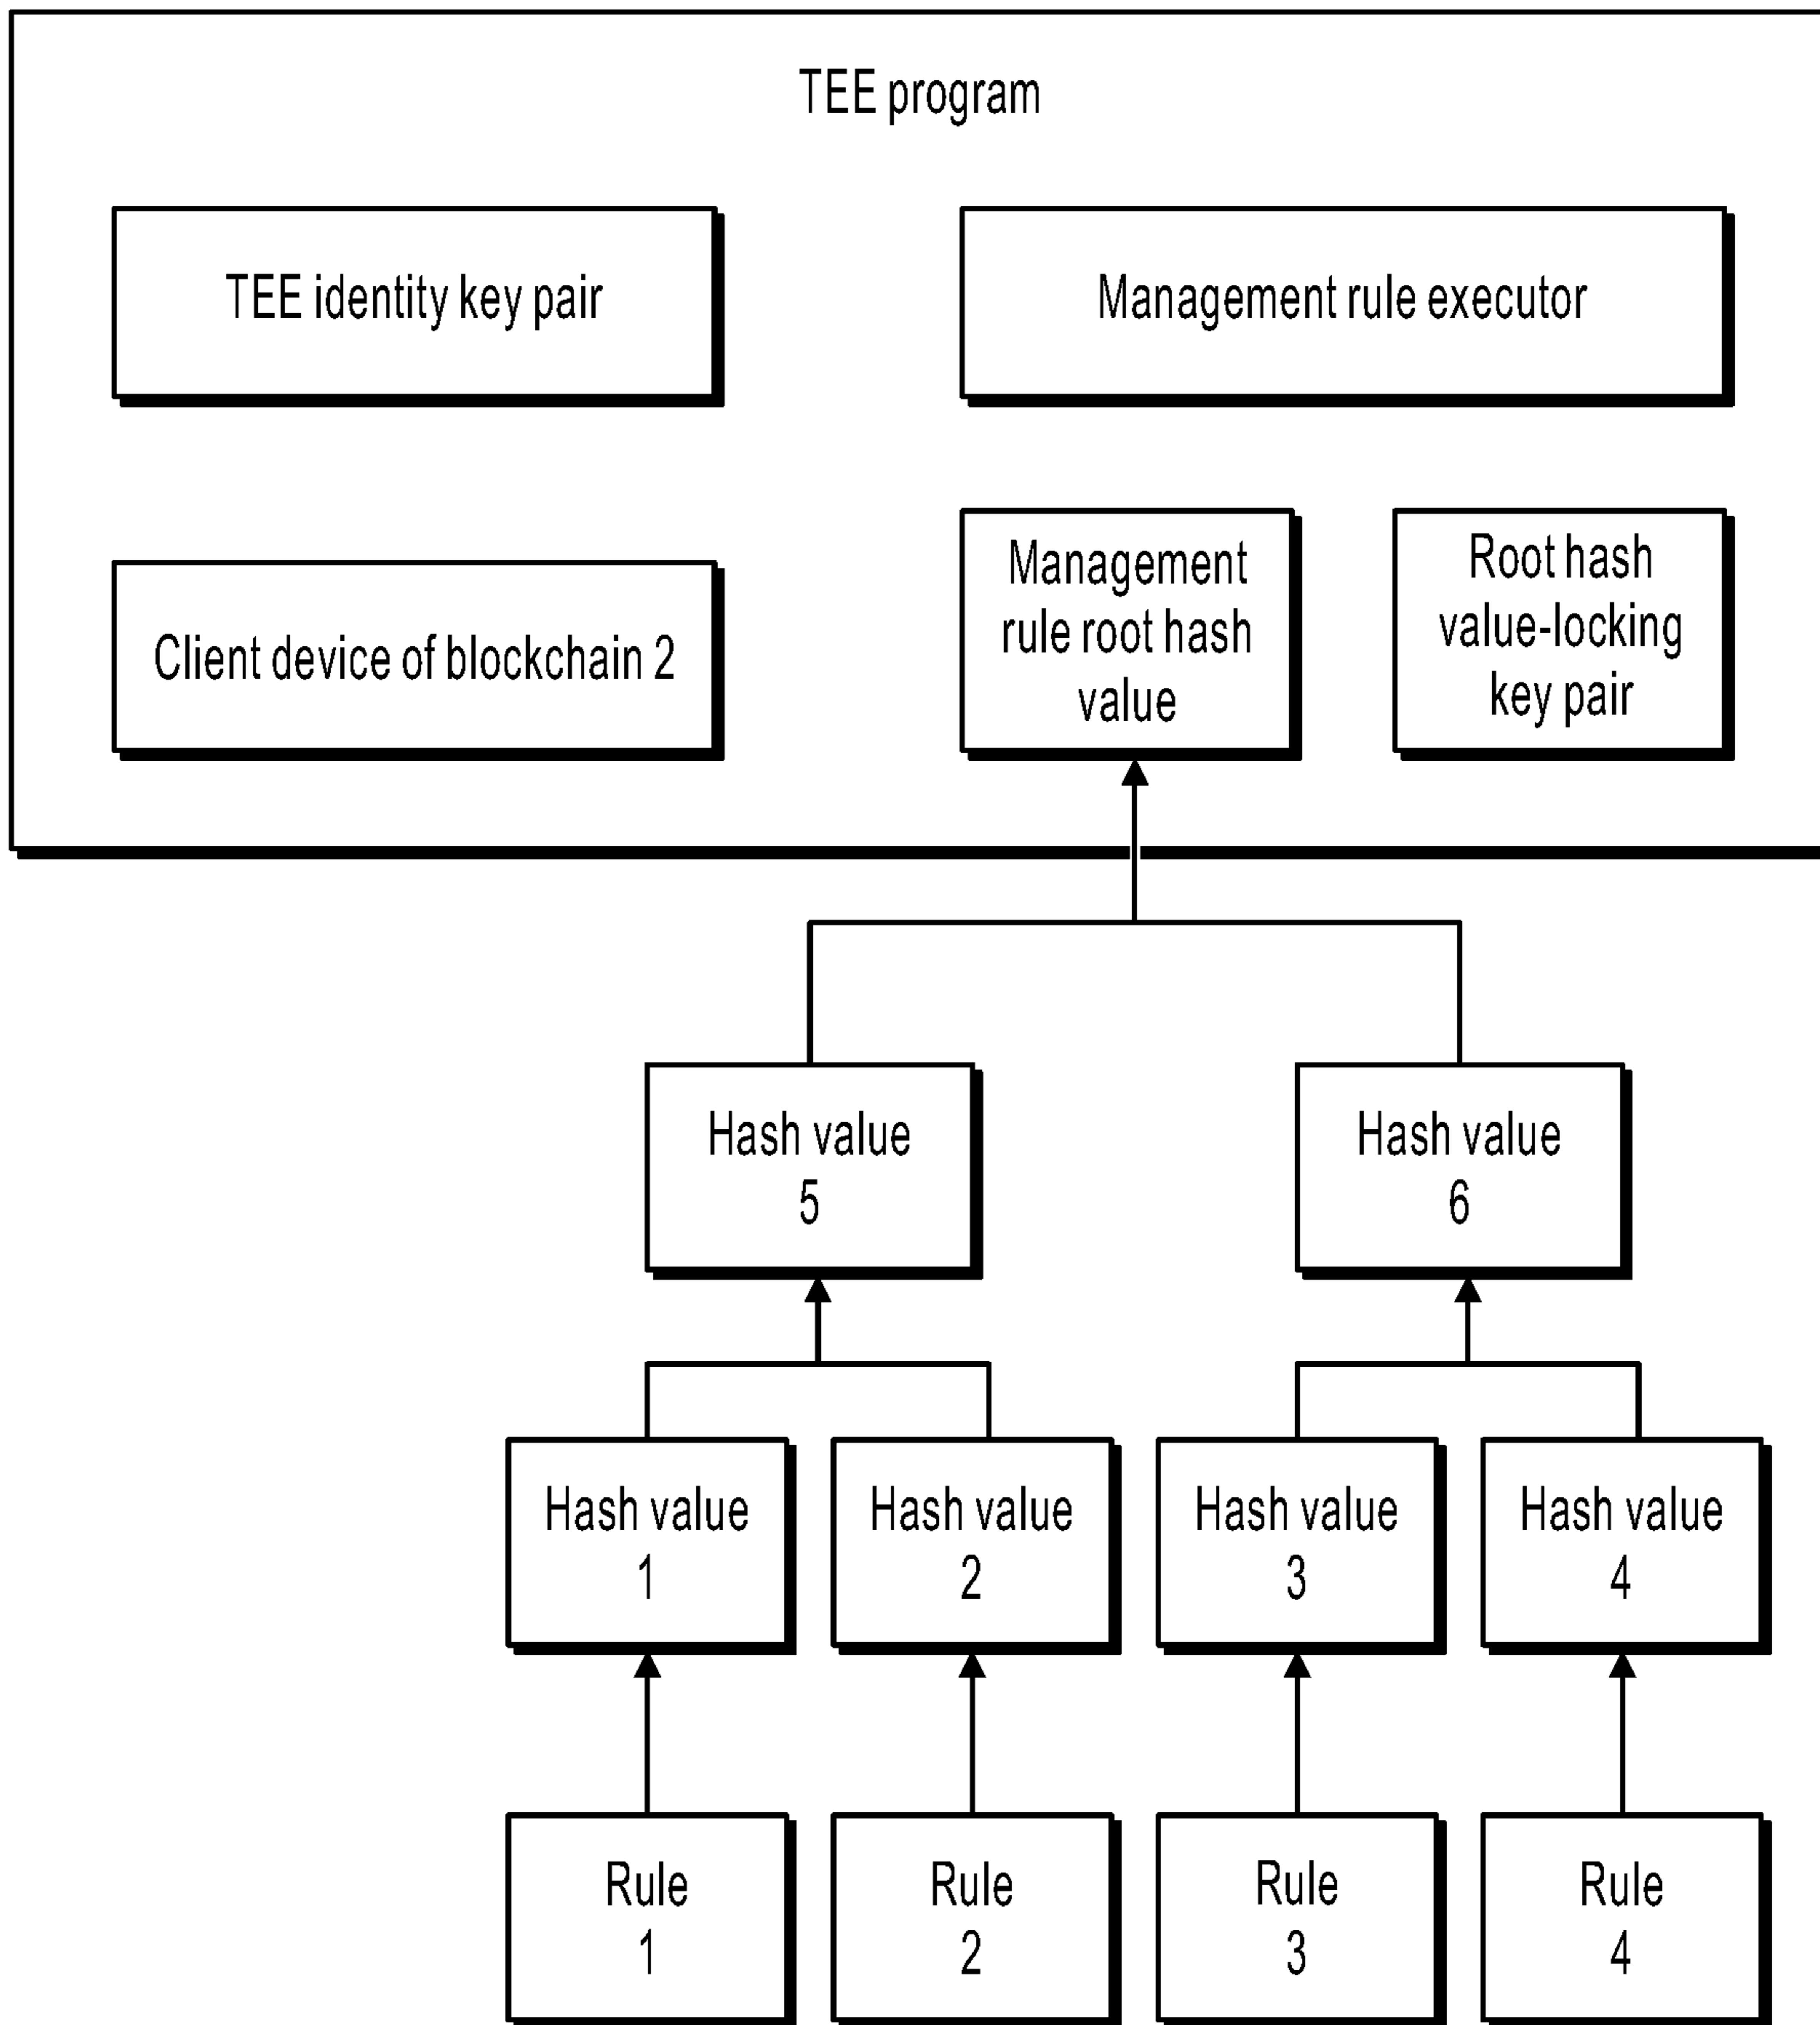 TEE program
TEE identity key pair
Management rule executor
Client device of blockchain 2
Management
rule root hash
value
Root hash
value-locking
key pair
Hash value
5
Hash value
6
Hash value
1
Hash value
2
Hash value
3
Hash value
4
Rule
1
Rule
2
Rule
3
Rule
4